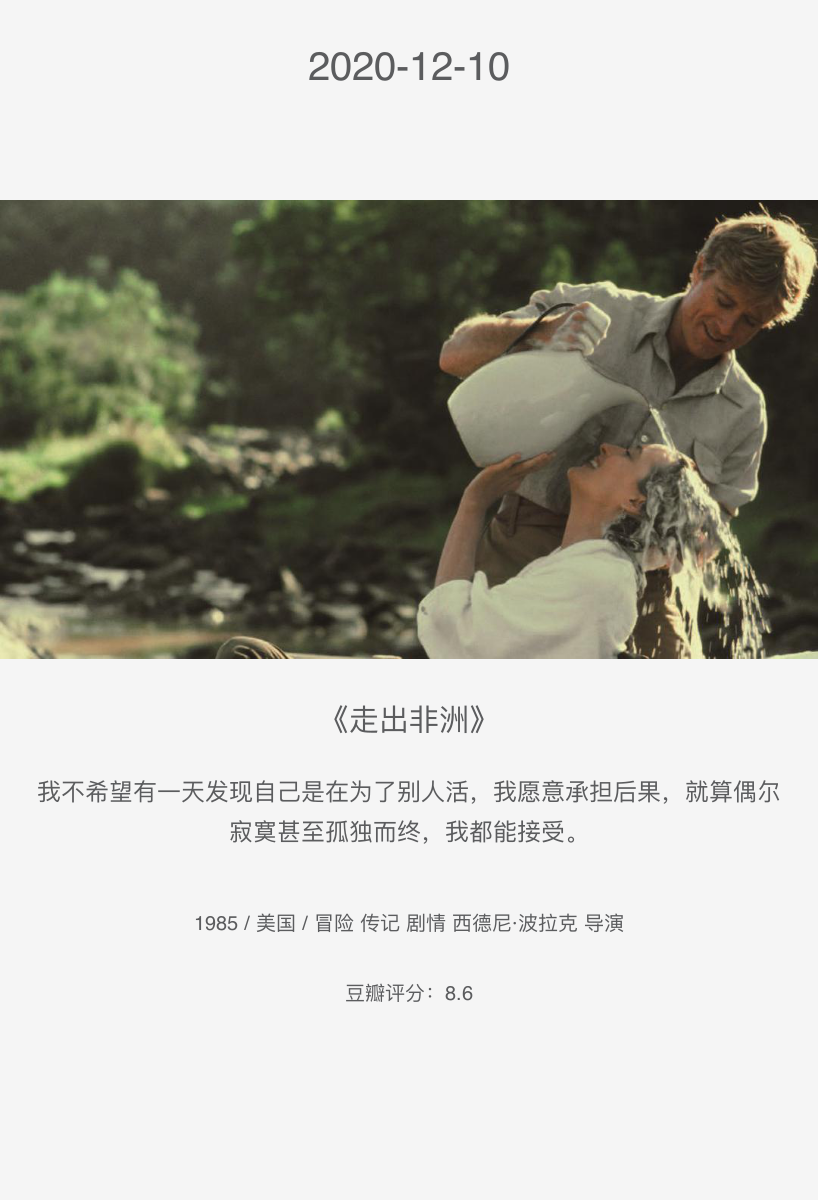 2020-12-10
《走出非洲》
我不希望有一天发现自己是在为了别人活，我愿意承担后果，就算偶尔
寂寞甚至孤独而终，我都能接受。
1985 / 美国 / 冒险 传记 剧情 西德尼·波拉克 导演
豆瓣评分：8.6